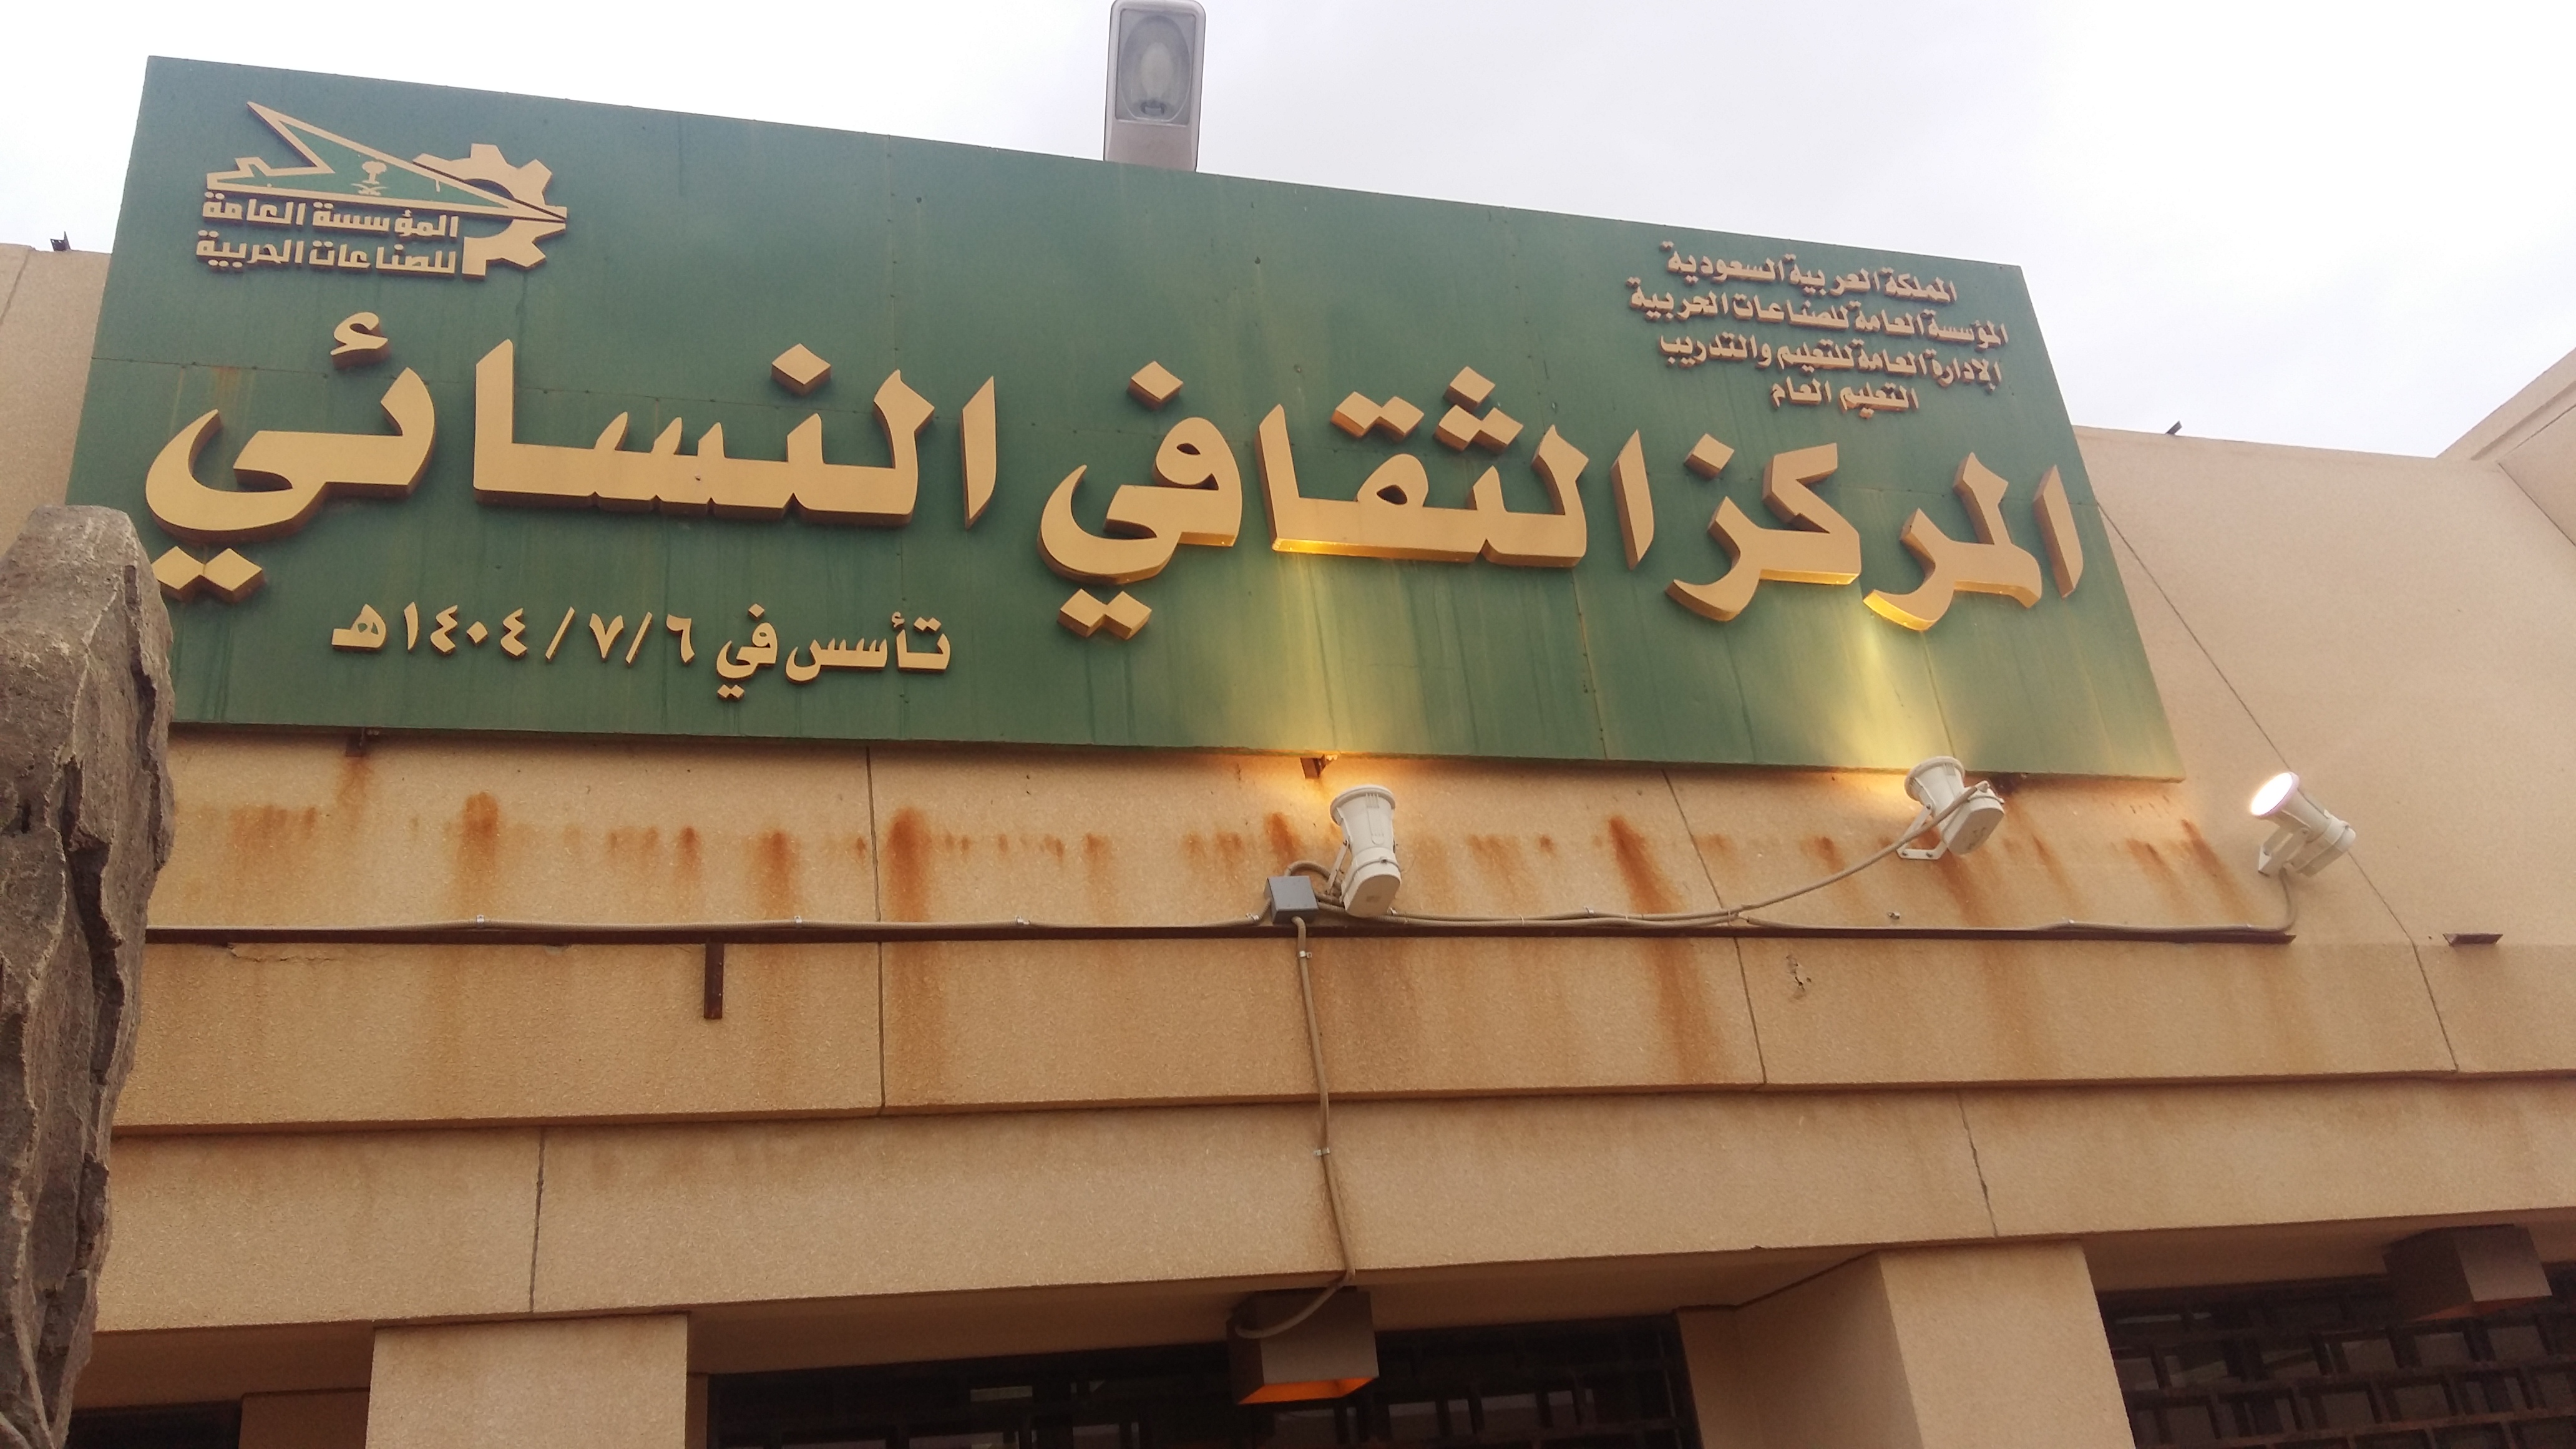 المملكة العربية السعودية
المؤسسة العامة للصناعات الحربية
الإدارة العامة للتعليم والتدريب
التعليم العام
المؤسسة العامة
للصناعات الحربية
المركز الثقافي النسائي
تأسس في ٦/٧/١٤٠٤هـ